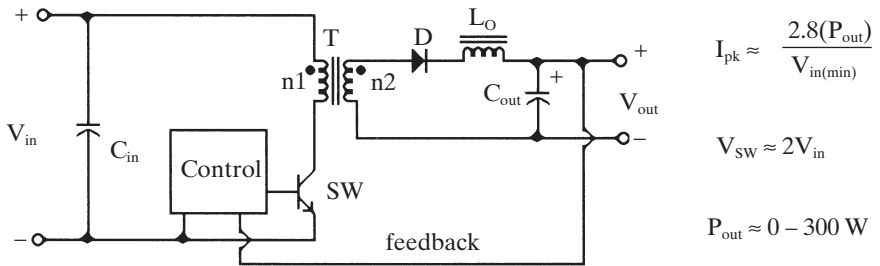 +
T
D
L_O
+
I_pk ≈ 2.8(P_out) / V_in(min)
n1
n2
+
C_out
V_out
V_in
C_in
–
V_SW ≈ 2V_in
Control
SW
P_out ≈ 0 – 300 W
–
feedback